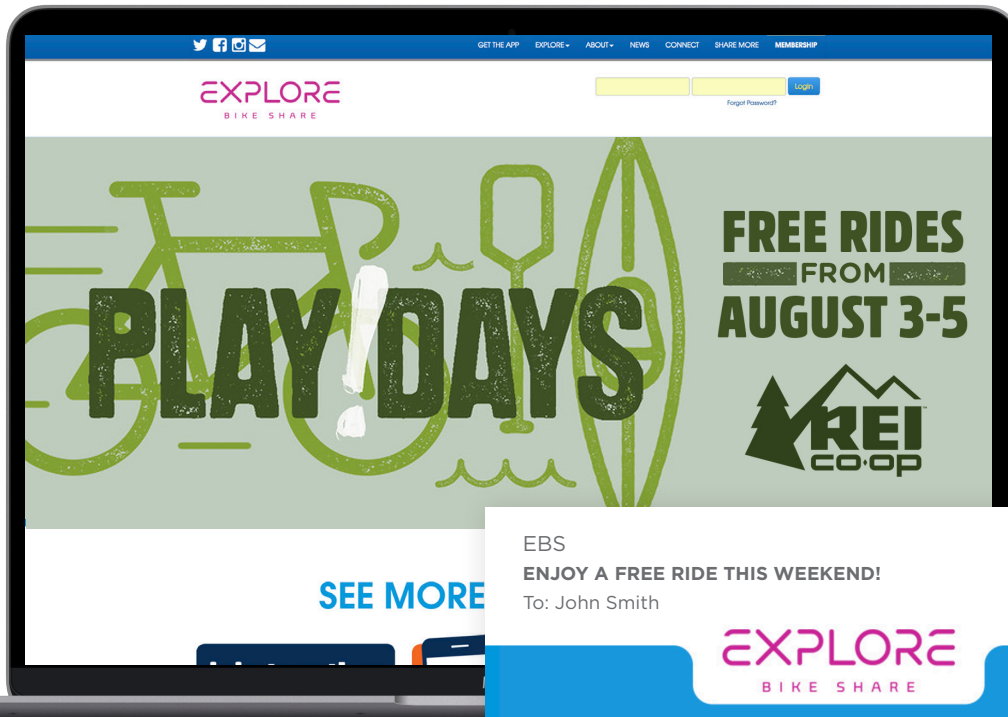 GET THE APP EXPLORE ABOUT NEWS CONNECT SHARE MORE MEMBERSHIP
EXPLORE
BIKE SHARE
Login
Forgot Password?
PLAY!DAYS
FREE RIDES
FROM
AUGUST 3-5
REI
CO·OP
SEE MORE
EBS
ENJOY A FREE RIDE THIS WEEKEND!
To: John Smith
EXPLORE
BIKE SHARE